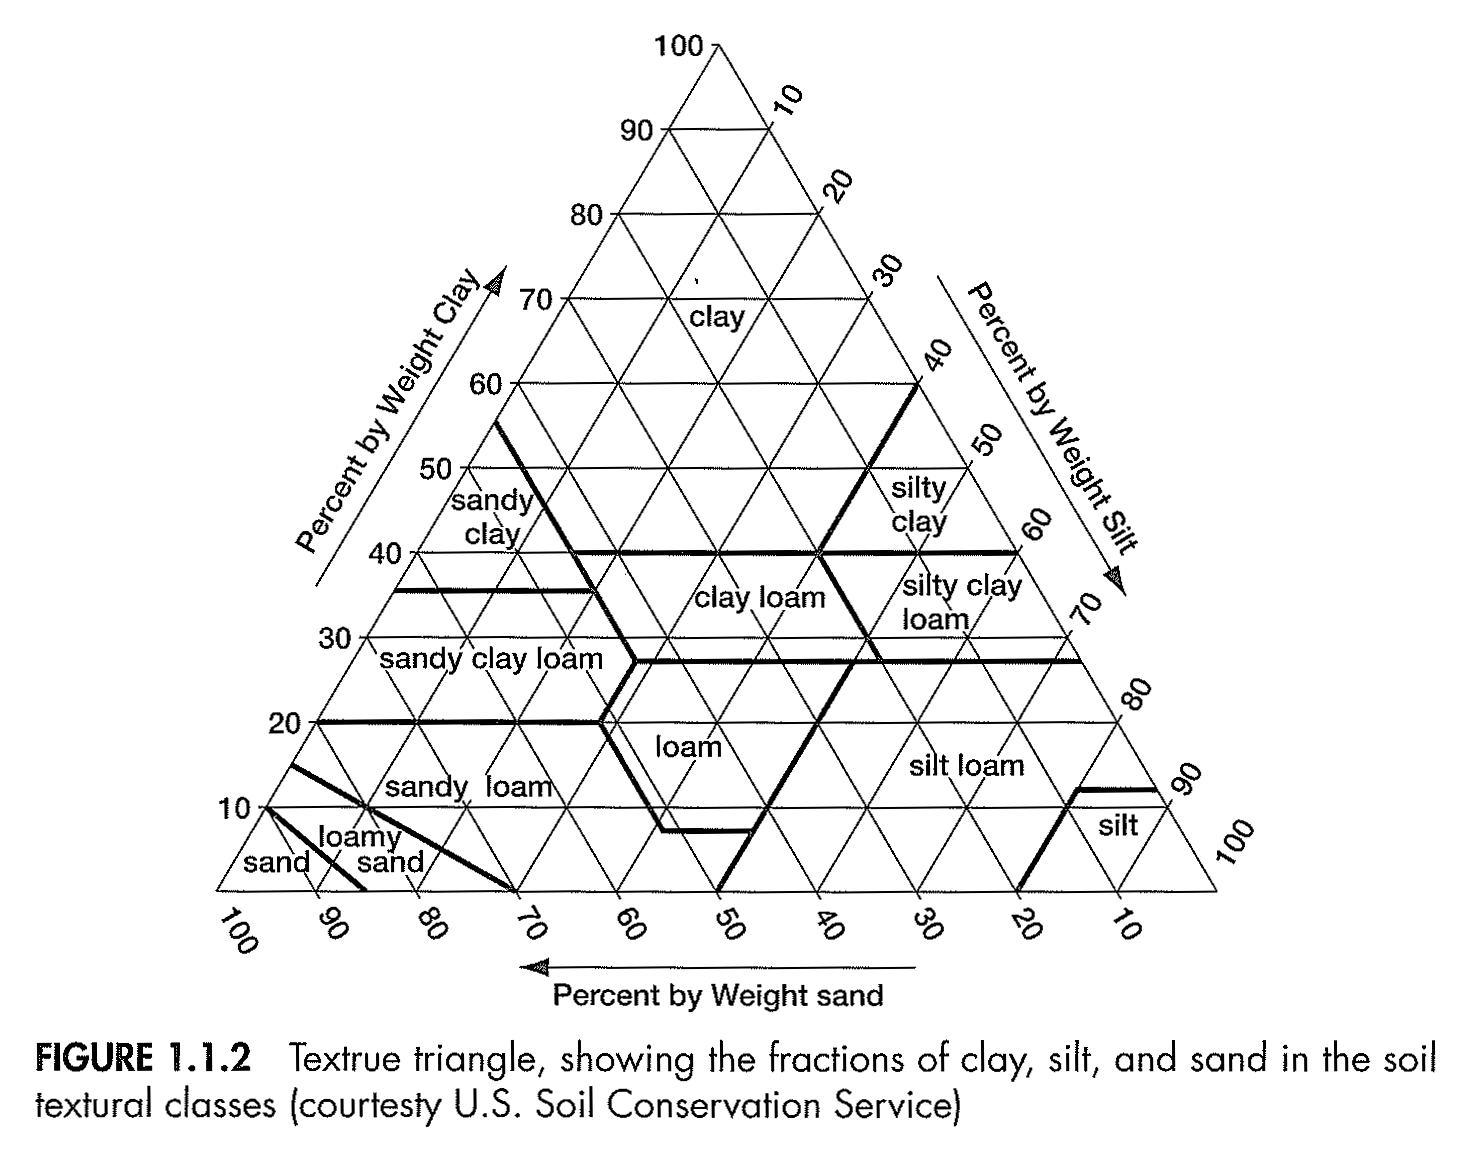 100
10
90
20
80
30
70
clay
40
60
50
50
sandy
clay
silty
clay
60
40
clay loam
silty clay
loam
70
30
sandy clay loam
80
20
loam
silt loam
sandy loam
90
10
loamy
sand
sand
silt
100
100
90
80
70
60
50
40
30
20
10
Percent by Weight Clay
Percent by Weight Silt
Percent by Weight sand
FIGURE 1.1.2 Textrue triangle, showing the fractions of clay, silt, and sand in the soil
textural classes (courtesty U.S. Soil Conservation Service)